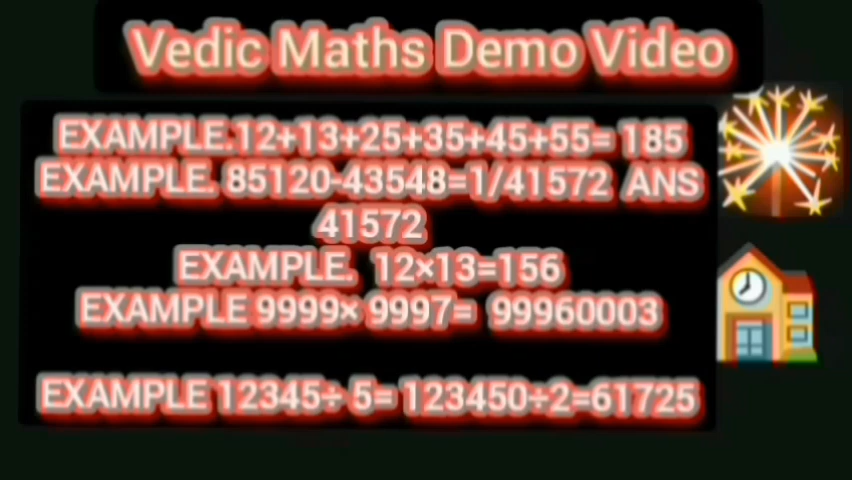 Vedic Maths Demo Video
EXAMPLE.12+13+25+35+45+55= 185
EXAMPLE. 85120-43548=1/41572 ANS
41572
EXAMPLE. 12×13=156
EXAMPLE 9999× 9997= 99960003
EXAMPLE 12345÷ 5= 123450÷2=61725